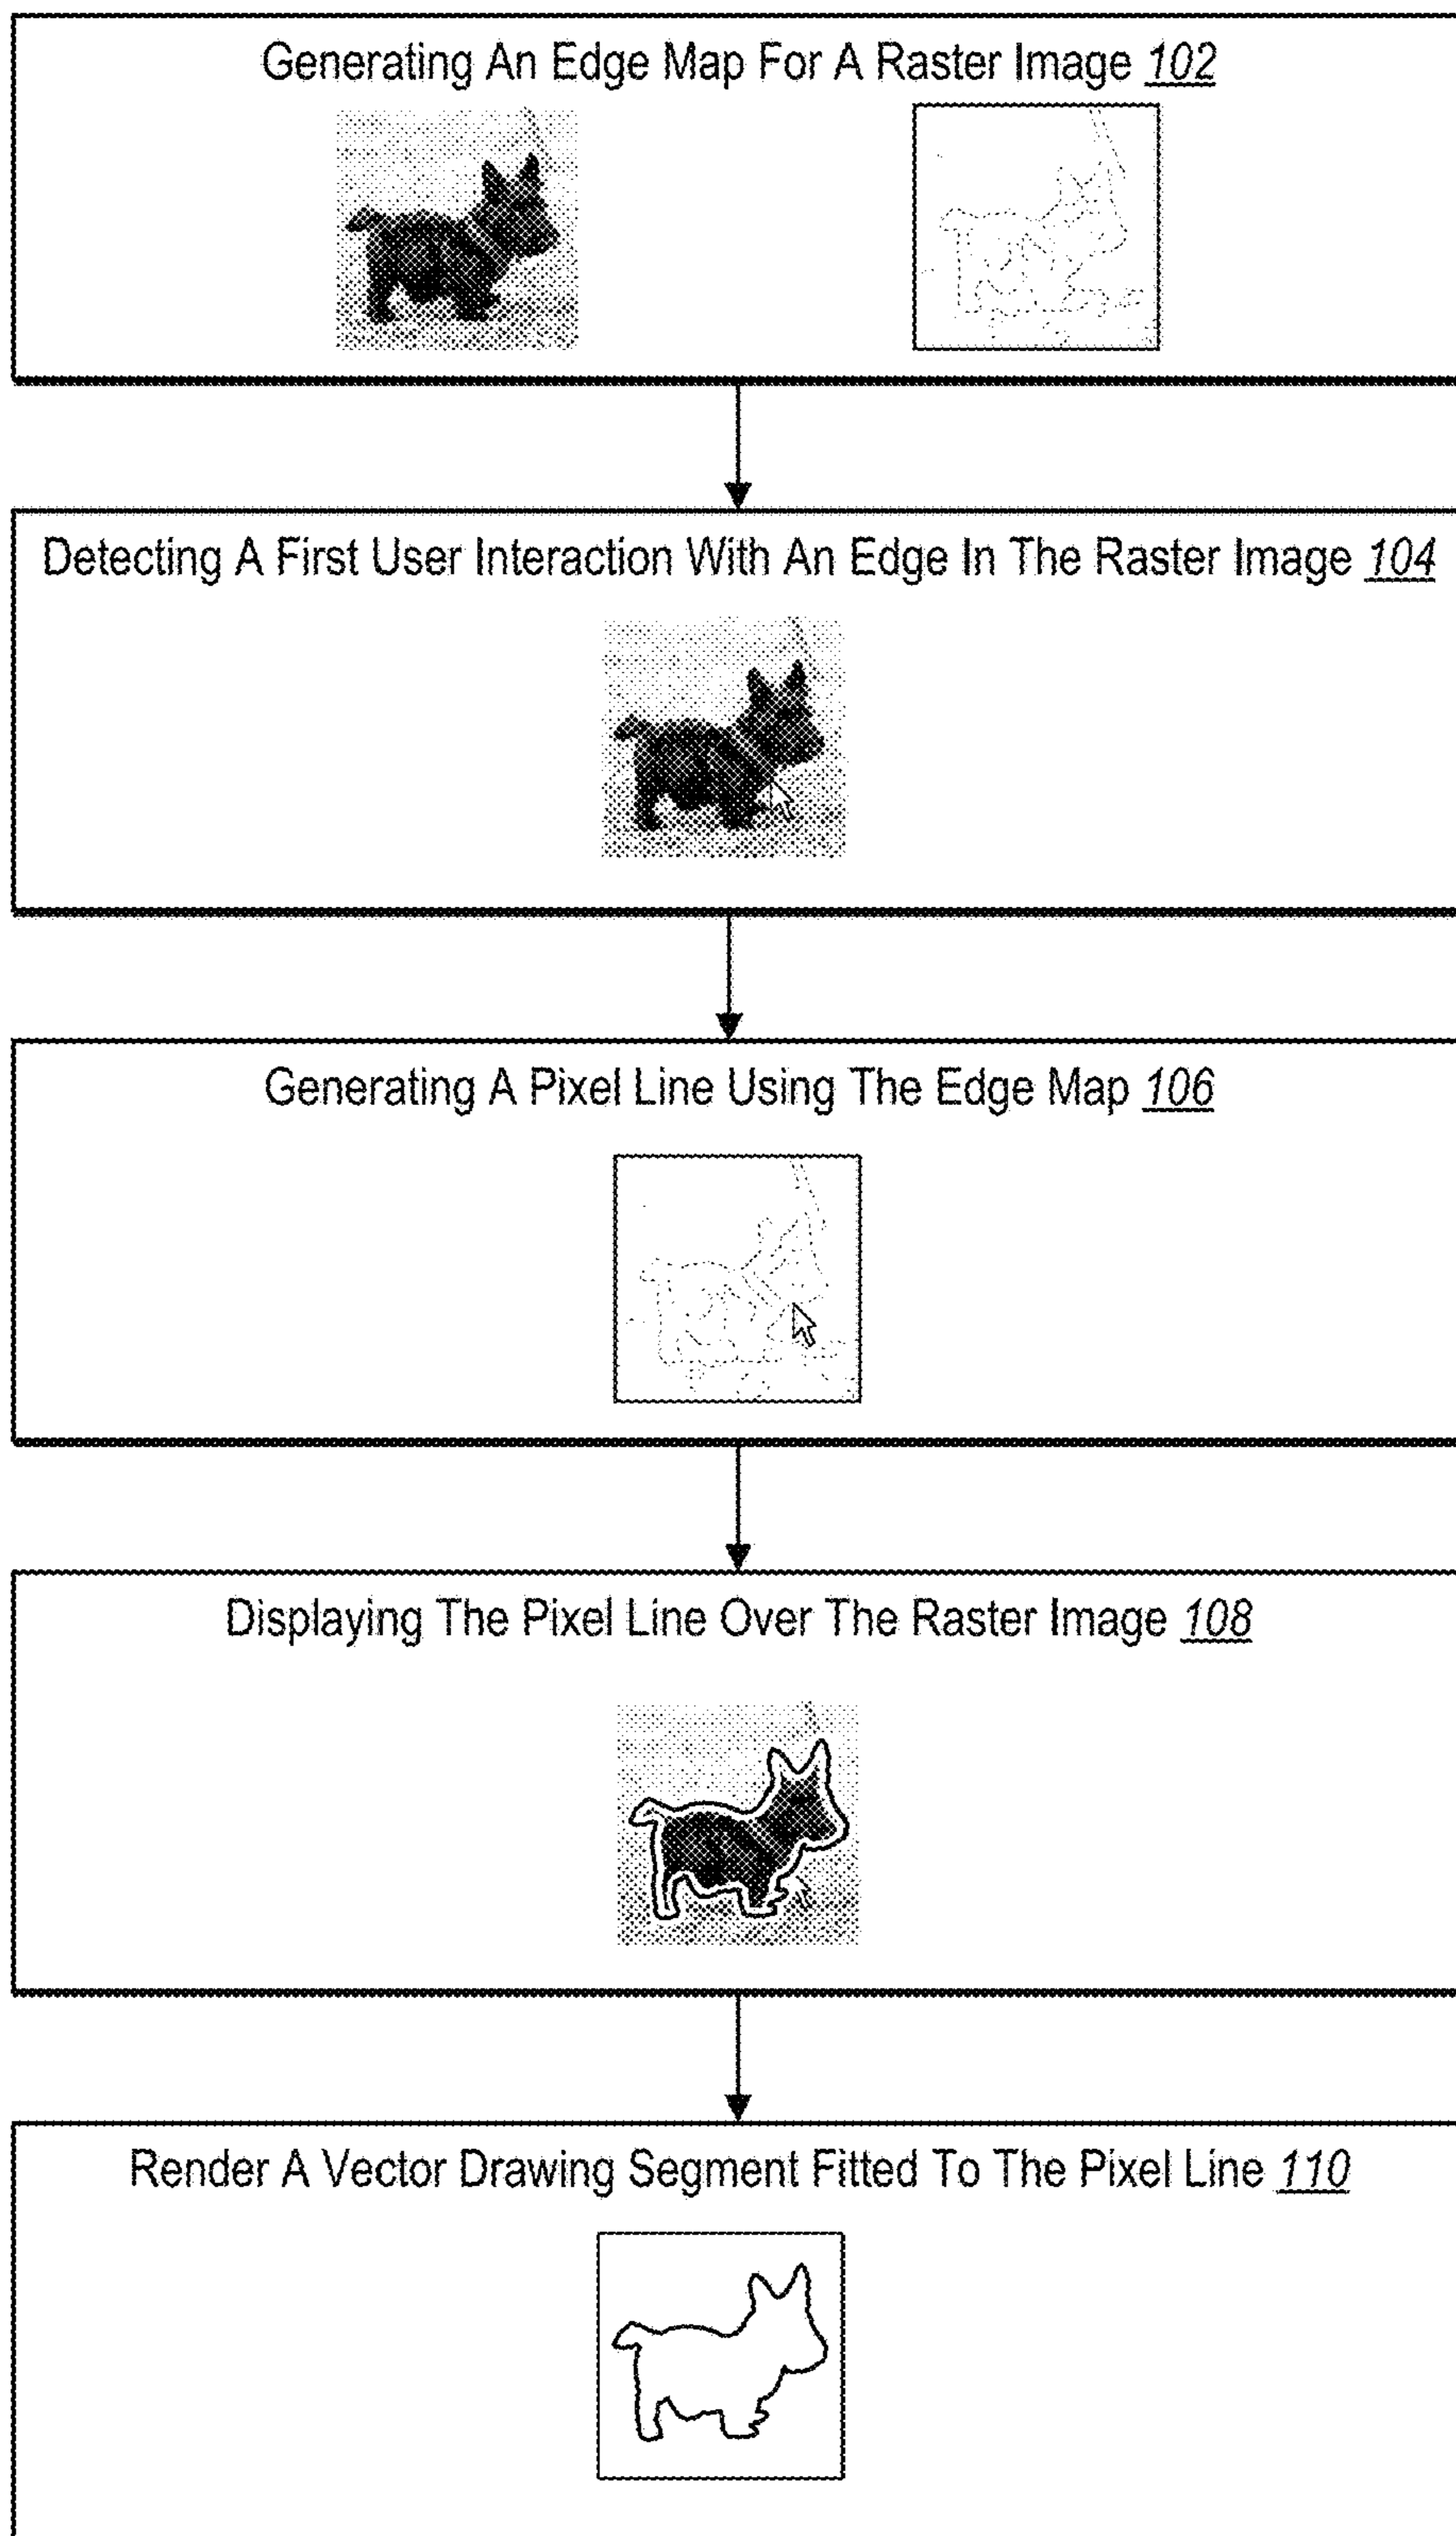 Generating An Edge Map For A Raster Image 102
Detecting A First User Interaction With An Edge In The Raster Image 104
Generating A Pixel Line Using The Edge Map 106
Displaying The Pixel Line Over The Raster Image 108
Render A Vector Drawing Segment Fitted To The Pixel Line 110